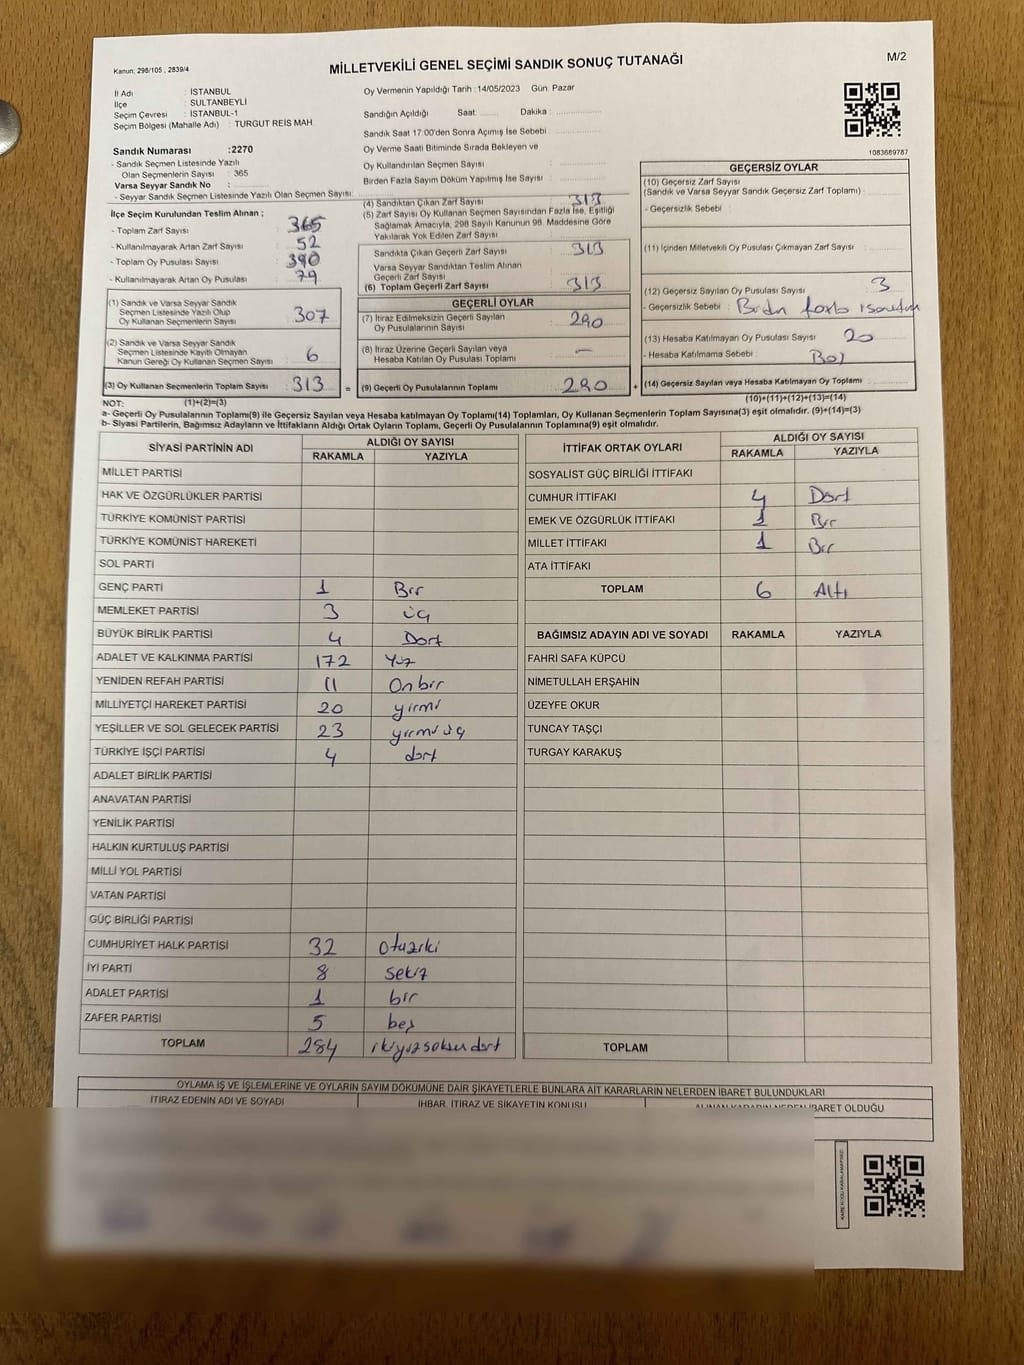 Kanun: 298/105 , 2839/4
MİLLETVEKİLİ GENEL SEÇİMİ SANDIK SONUÇ TUTANAĞI
M/2
İl Adı : İSTANBUL
İlçe : SULTANBEYLİ
Seçim Çevresi : İSTANBUL-1
Seçim Bölgesi (Mahalle Adı) : TURGUT REİS MAH.
Sandık Numarası :2270
- Sandık Seçmen Listesinde Yazılı
Olan Seçmenlerin Sayısı : 365
Varsa Seyyar Sandık No :
- Seyyar Sandık Seçmen Listesinde Yazılı Olan Seçmen Sayısı:
Oy Vermenin Yapıldığı Tarih :14/05/2023 Gün: Pazar
Sandığın Açıldığı Saat: Dakika :
Sandık Saat 17:00'den Sonra Açımış İse Sebebi :
Oy Verme Saati Bitiminde Sırada Bekleyen ve
Oy Kullandırılan Seçmen Sayısı :
Birden Fazla Sayım Döküm Yapılmış İse Sayısı :
1083689787
İlçe Seçim Kurulundan Teslim Alınan ;
- Toplam Zarf Sayısı : 365
- Kullanılmayarak Artan Zarf Sayısı : 52
- Toplam Oy Pusulası Sayısı : 390
- Kullanılmayarak Artan Oy Pusulası : 79
(1) Sandık ve Varsa Seyyar Sandık
Seçmen Listesinde Yazılı Olup
Oy Kullanan Seçmenlerin Sayısı : 307
(2) Sandık ve Varsa Seyyar Sandık
Seçmen Listesinde Kayıtlı Olmayan
Kanun Gereği Oy Kullanan Seçmen Sayısı : 6
(3) Oy Kullanan Seçmenlerin Toplam Sayısı : 313 =
(4) Sandıktan Çıkan Zarf Sayısı : 313
(5) Zarf Sayısı Oy Kullanan Seçmen Sayısından Fazla İse, Eşitliği
Sağlamak Amacıyla, 298 Sayılı Kanunun 98. Maddesine Göre
Yakılarak Yok Edilen Zarf Sayısı :
Sandıkta Çıkan Geçerli Zarf Sayısı : 313
Varsa Seyyar Sandıktan Teslim Alınan
Geçerli Zarf Sayısı :
(6) Toplam Geçerli Zarf Sayısı : 313
GEÇERLİ OYLAR
(7) İtiraz Edilmeksizin Geçerli Sayılan
Oy Pusulalarının Sayısı : 290
(8) İtiraz Üzerine Geçerli Sayılan veya
Hesaba Katılan Oy Pusulası Toplamı : —
(9) Geçerli Oy Pusulalarının Toplamı : 290 +
GEÇERSİZ OYLAR
(10) Geçersiz Zarf Sayısı
(Sandık ve Varsa Seyyar Sandık Geçersiz Zarf Toplamı) :
- Geçersizlik Sebebi :
(11) İçinden Milletvekili Oy Pusulası Çıkmayan Zarf Sayısı :
(12) Geçersiz Sayılan Oy Pusulası Sayısı : 3
- Geçersizlik Sebebi : Birden fazla
(13) Hesaba Katılmayan Oy Pusulası Sayısı : 20
- Hesaba Katılmama Sebebi : Boş
(14) Geçersiz Sayılan veya Hesaba Katılmayan Oy Toplamı :
NOT: (1)+(2)=(3) (10)+(11)+(12)+(13)=(14)
a- Geçerli Oy Pusulalarının Toplamı(9) ile Geçersiz Sayılan veya Hesaba katılmayan Oy Toplamı(14) Toplamları, Oy Kullanan Seçmenlerin Toplam Sayısına(3) eşit olmalıdır. (9)+(14)=(3)
b- Siyasi Partilerin, Bağımsız Adayların ve İttifakların Aldığı Ortak Oyların Toplamı, Geçerli Oy Pusulalarının Toplamına(9) eşit olmalıdır.
SİYASİ PARTİNİN ADI ALDIĞI OY SAYISI
RAKAMLA YAZIYLA
MİLLET PARTİSİ
HAK VE ÖZGÜRLÜKLER PARTİSİ
TÜRKİYE KOMÜNİST PARTİSİ
TÜRKİYE KOMÜNİST HAREKETİ
SOL PARTİ
GENÇ PARTİ 1 Bir
MEMLEKET PARTİSİ 3 üç
BÜYÜK BİRLİK PARTİSİ 4 Dort
ADALET VE KALKINMA PARTİSİ 172 Yüz
YENİDEN REFAH PARTİSİ 11 Onbir
MİLLİYETÇİ HAREKET PARTİSİ 20 yirmi
YEŞİLLER VE SOL GELECEK PARTİSİ 23 yirmi üç
TÜRKİYE İŞÇİ PARTİSİ 4 dort
ADALET BİRLİK PARTİSİ
ANAVATAN PARTİSİ
YENİLİK PARTİSİ
HALKIN KURTULUŞ PARTİSİ
MİLLİ YOL PARTİSİ
VATAN PARTİSİ
GÜÇ BİRLİĞİ PARTİSİ
CUMHURİYET HALK PARTİSİ 32 otuziki
İYİ PARTİ 8 sekiz
ADALET PARTİSİ 1 bir
ZAFER PARTİSİ 5 beş
TOPLAM 284 ikiyüzseksendört
İTTİFAK ORTAK OYLARI ALDIĞI OY SAYISI
RAKAMLA YAZIYLA
SOSYALİST GÜÇ BİRLİĞİ İTTİFAKI
CUMHUR İTTİFAKI 4 Dort
EMEK VE ÖZGÜRLÜK İTTİFAKI 1 Bir
MİLLET İTTİFAKI 1 Bir
ATA İTTİFAKI
TOPLAM 6 Altı
BAĞIMSIZ ADAYIN ADI VE SOYADI RAKAMLA YAZIYLA
FAHRİ SAFA KÜPCÜ
NİMETULLAH ERŞAHİN
ÜZEYFE OKUR
TUNCAY TAŞÇI
TURGAY KARAKUŞ
TOPLAM
OYLAMA İŞ VE İŞLEMLERİNE VE OYLARIN SAYIM DÖKÜMÜNE DAİR ŞİKAYETLERLE BUNLARA AİT KARARLARIN NELERDEN İBARET BULUNDUKLARI
İTİRAZ EDENİN ADI VE SOYADI İHBAR, İTİRAZ VE ŞİKAYETİN KONUSU ALINAN KARARIN NEDEN İBARET OLDUĞU